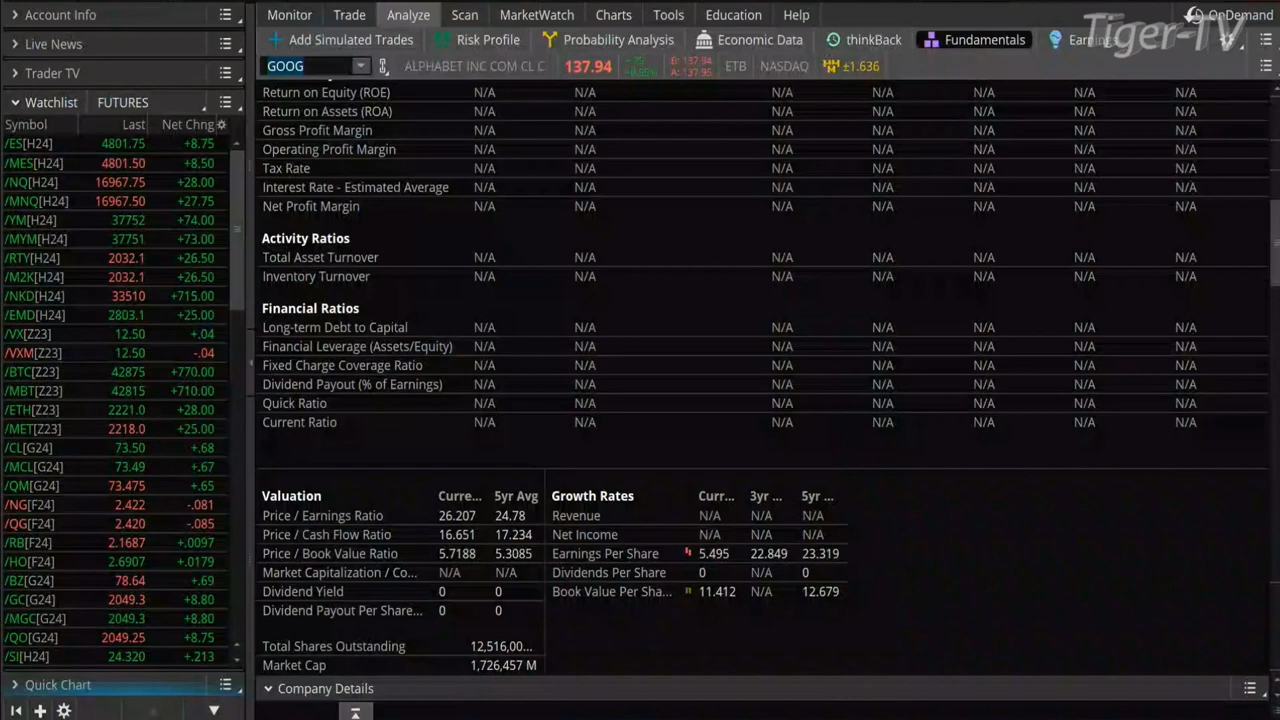 Account Info
Live News
Trader TV
Watchlist FUTURES
Symbol Last Net Chng
/ES[H24] 4801.75 +8.75
/MES[H24] 4801.50 +8.50
/NQ[H24] 16967.75 +28.00
/MNQ[H24] 16967.50 +27.75
/YM[H24] 37752 +74.00
/MYM[H24] 37751 +73.00
/RTY[H24] 2032.1 +26.50
/M2K[H24] 2032.1 +26.50
/NKD[H24] 33510 +715.00
/EMD[H24] 2803.1 +25.00
/VX[Z23] 12.50 +.04
/VXM[Z23] 12.50 -.04
/BTC[Z23] 42875 +770.00
/MBT[Z23] 42815 +710.00
/ETH[Z23] 2221.0 +28.00
/MET[Z23] 2218.0 +25.00
/CL[G24] 73.50 +.68
/MCL[G24] 73.49 +.67
/QM[G24] 73.475 +.65
/NG[F24] 2.422 -.081
/QG[F24] 2.420 -.085
/RB[F24] 2.1687 +.0097
/HO[F24] 2.6907 +.0179
/BZ[G24] 78.64 +.69
/GC[G24] 2049.3 +8.80
/MGC[G24] 2049.3 +8.80
/QO[G24] 2049.25 +8.75
/SI[H24] 24.320 +.213
Quick Chart
Monitor Trade Analyze Scan MarketWatch Charts Tools Education Help OnDemand
Tiger-TV
Add Simulated Trades Risk Profile Probability Analysis Economic Data thinkBack Fundamentals
GOOG ALPHABET INC COM CL C 137.94 B: 137.94 A: 137.95 ETB NASDAQ ±1.636
Return on Equity (ROE) N/A N/A N/A N/A N/A N/A N/A
Return on Assets (ROA) N/A N/A N/A N/A N/A N/A N/A
Gross Profit Margin N/A N/A N/A N/A N/A N/A N/A
Operating Profit Margin N/A N/A N/A N/A N/A N/A N/A
Tax Rate N/A N/A N/A N/A N/A N/A N/A
Interest Rate - Estimated Average N/A N/A N/A N/A N/A N/A N/A
Net Profit Margin N/A N/A N/A N/A N/A N/A N/A
Activity Ratios
Total Asset Turnover N/A N/A N/A N/A N/A N/A N/A
Inventory Turnover N/A N/A N/A N/A N/A N/A N/A
Financial Ratios
Long-term Debt to Capital N/A N/A N/A N/A N/A N/A N/A
Financial Leverage (Assets/Equity) N/A N/A N/A N/A N/A N/A N/A
Fixed Charge Coverage Ratio N/A N/A N/A N/A N/A N/A N/A
Dividend Payout (% of Earnings) N/A N/A N/A N/A N/A N/A N/A
Quick Ratio N/A N/A N/A N/A N/A N/A N/A
Current Ratio N/A N/A N/A N/A N/A N/A N/A
Valuation Curre... 5yr Avg Growth Rates Curr... 3yr ... 5yr ...
Price / Earnings Ratio 26.207 24.78 Revenue N/A N/A N/A
Price / Cash Flow Ratio 16.651 17.234 Net Income N/A N/A N/A
Price / Book Value Ratio 5.7188 5.3085 Earnings Per Share 5.495 22.849 23.319
Market Capitalization / Co... N/A N/A Dividends Per Share 0 N/A 0
Dividend Yield 0 0 Book Value Per Sha... 11.412 N/A 12.679
Dividend Payout Per Share... 0 0
Total Shares Outstanding 12,516,00...
Market Cap 1,726,457 M
Company Details